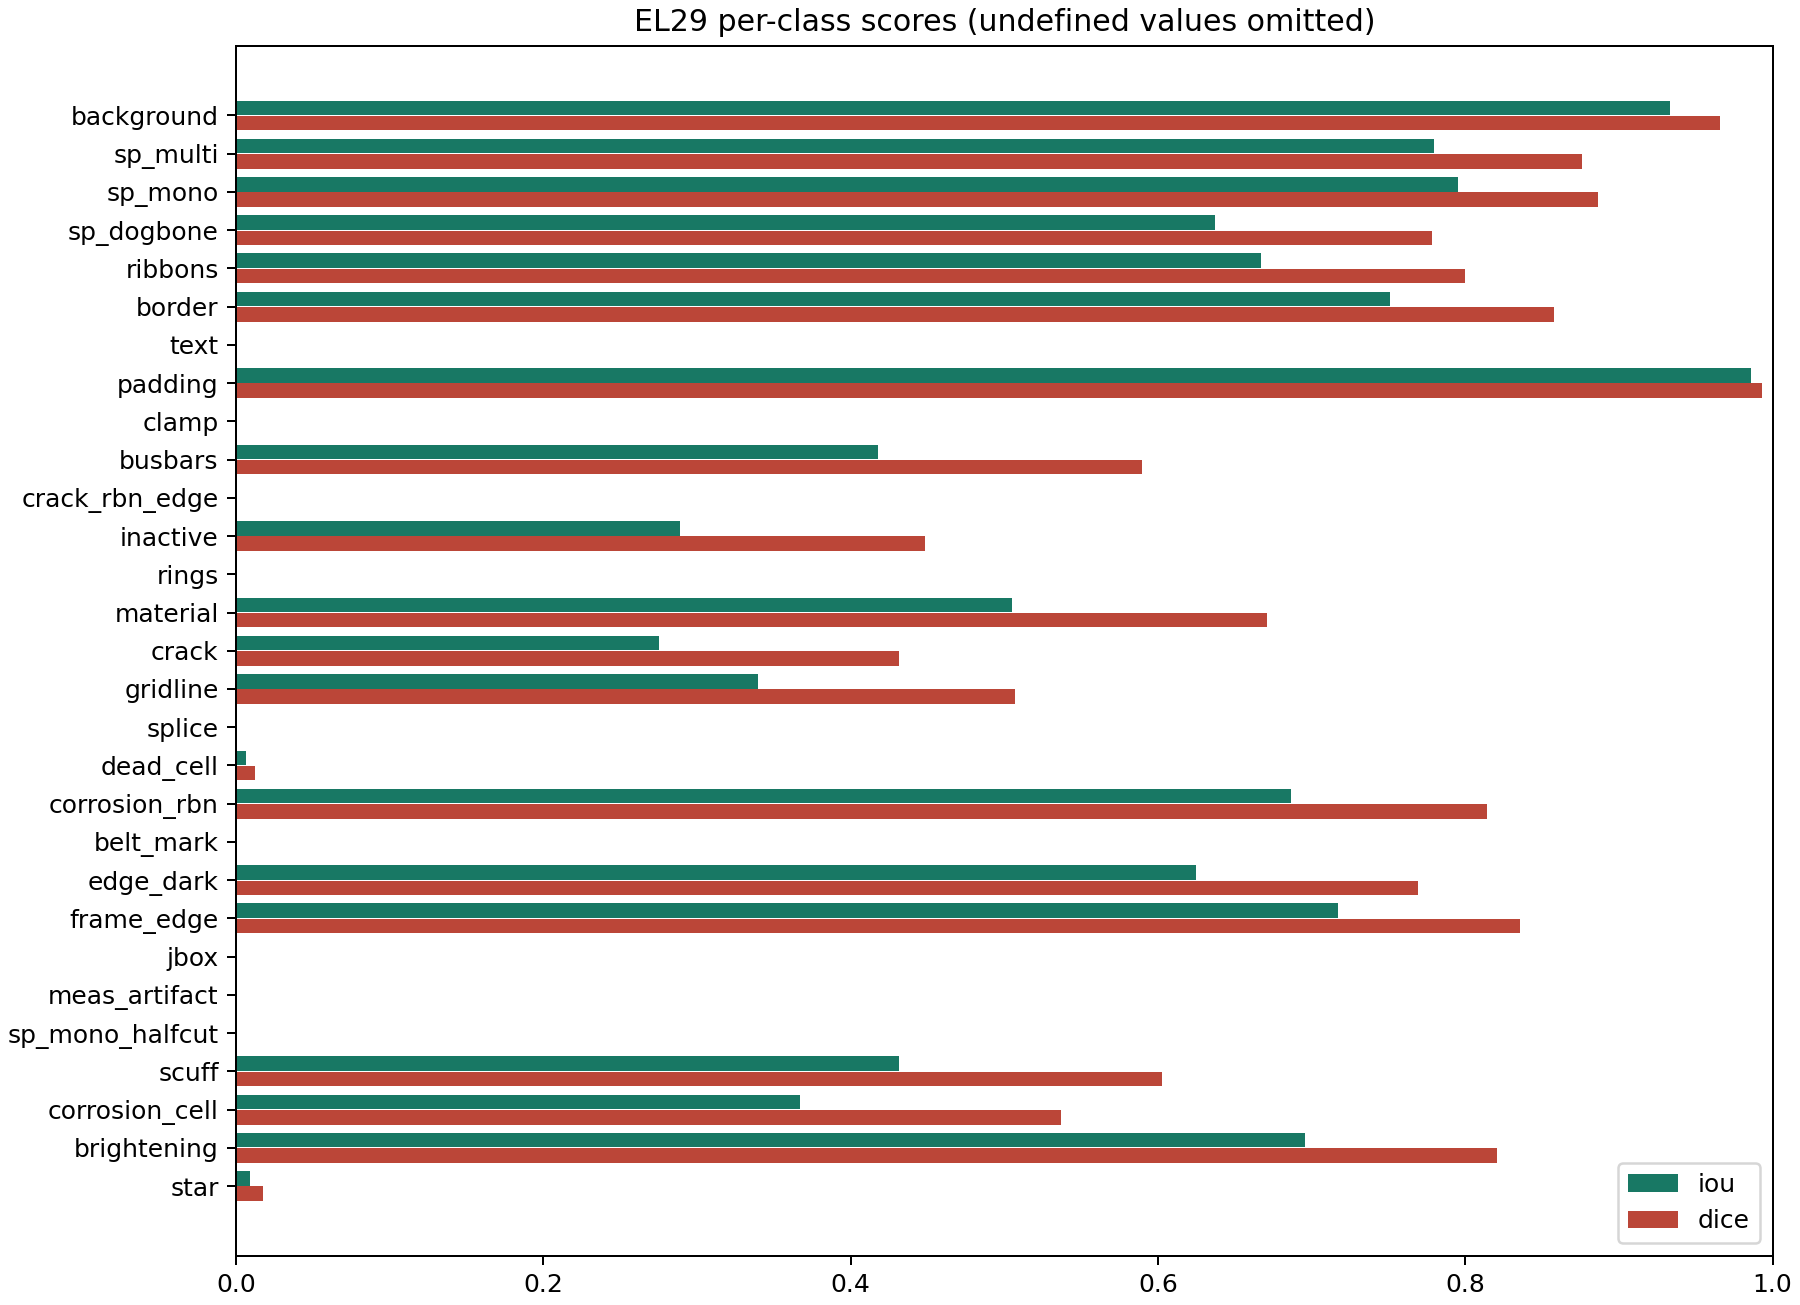 EL29 per-class scores (undefined values omitted)
background
sp_multi
sp_mono
sp_dogbone
ribbons
border
text
padding
clamp
busbars
crack_rbn_edge
inactive
rings
material
crack
gridline
splice
dead_cell
corrosion_rbn
belt_mark
edge_dark
frame_edge
jbox
meas_artifact
sp_mono_halfcut
scuff
corrosion_cell
brightening
star
iou
dice
0.0 0.2 0.4 0.6 0.8 1.0